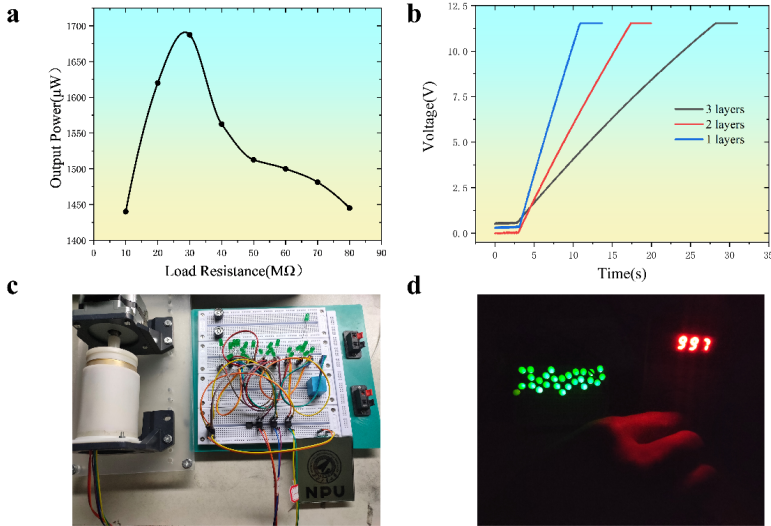 a
Output Power(μW)
1700
1650
1600
1550
1500
1450
1400
10 20 30 40 50 60 70 80 90
Load Resistance(MΩ)
b
Voltage(V)
12.5
10.0
7.5
5.0
2.5
0.0
3 layers
2 layers
1 layers
0 5 10 15 20 25 30 35
Time(s)
c
NPU
d
997